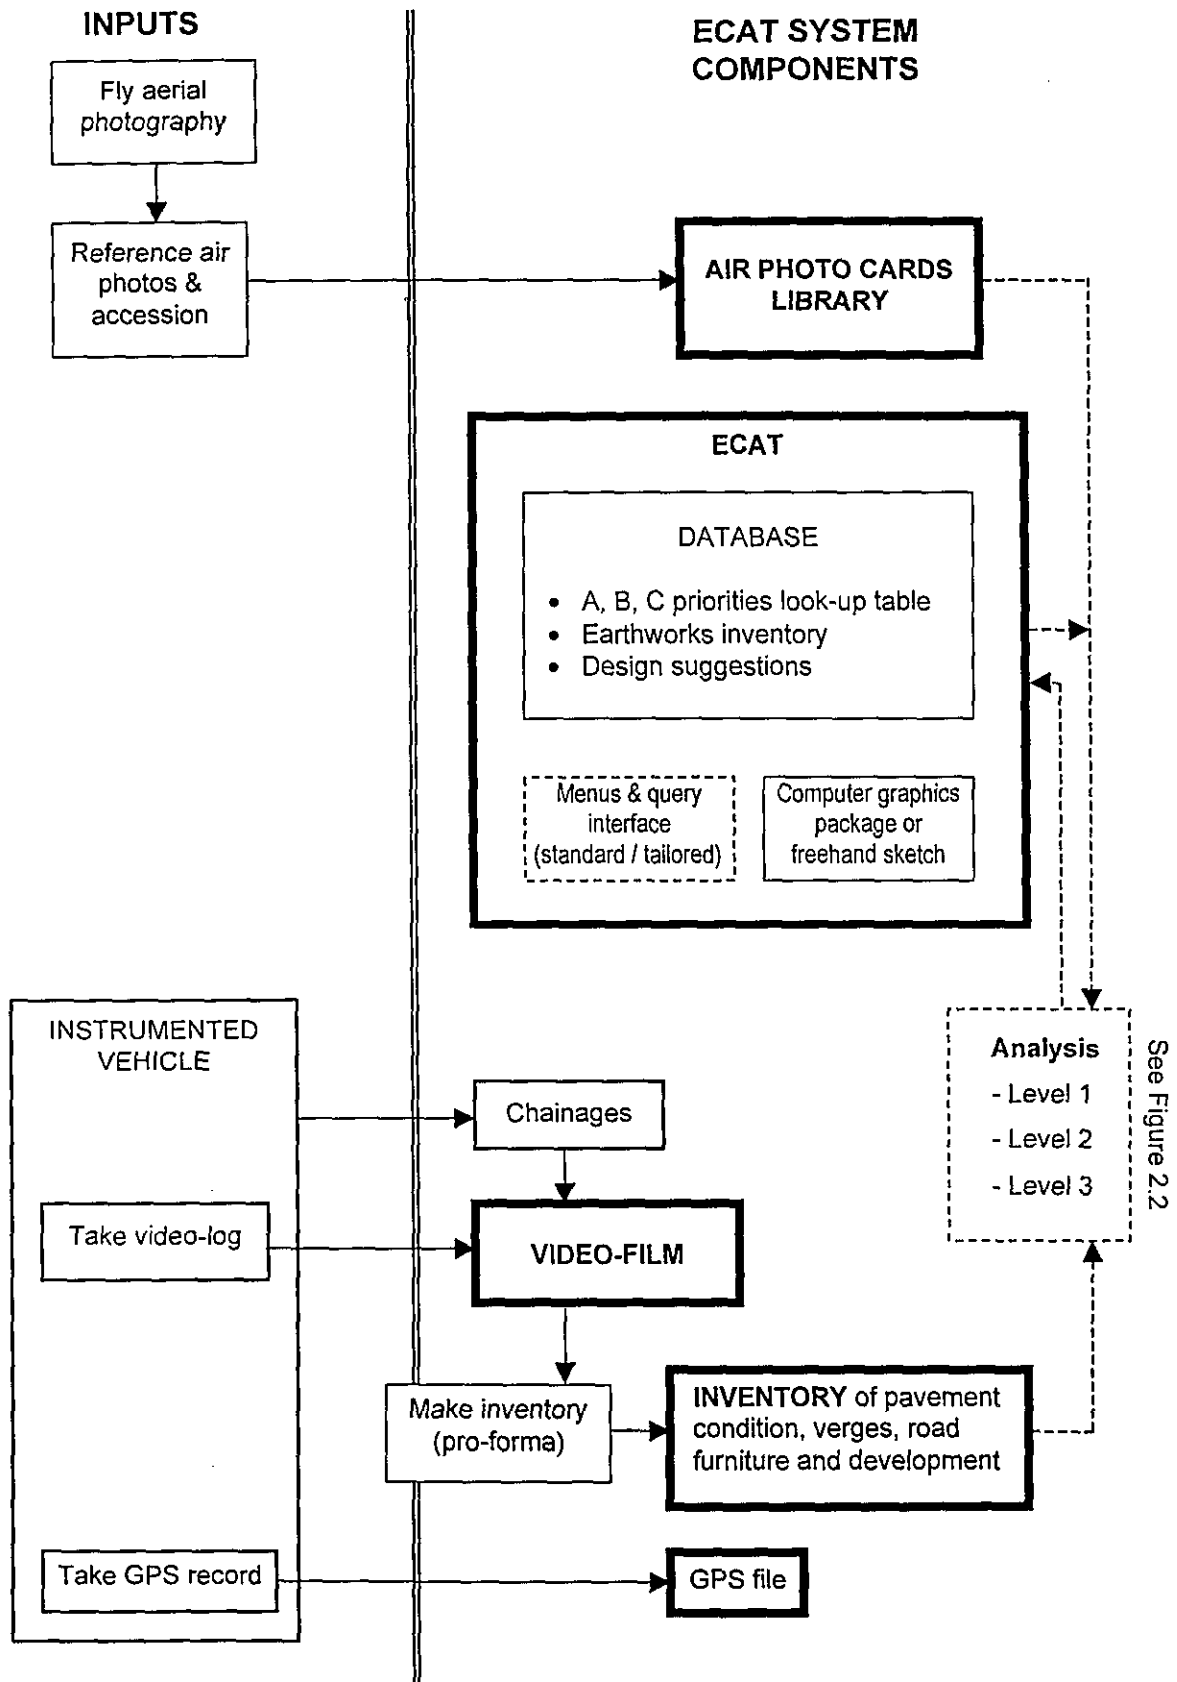 INPUTS
ECAT SYSTEM
COMPONENTS
Fly aerial
photography
Reference air
photos &
accession
AIR PHOTO CARDS
LIBRARY
ECAT
DATABASE
• A, B, C priorities look-up table
• Earthworks inventory
• Design suggestions
Menus & query
interface
(standard / tailored)
Computer graphics
package or
freehand sketch
INSTRUMENTED
VEHICLE
Chainages
Take video-log
VIDEO-FILM
Analysis
- Level 1
- Level 2
- Level 3
See Figure 2.2
Make inventory
(pro-forma)
INVENTORY of pavement
condition, verges, road
furniture and development
Take GPS record
GPS file